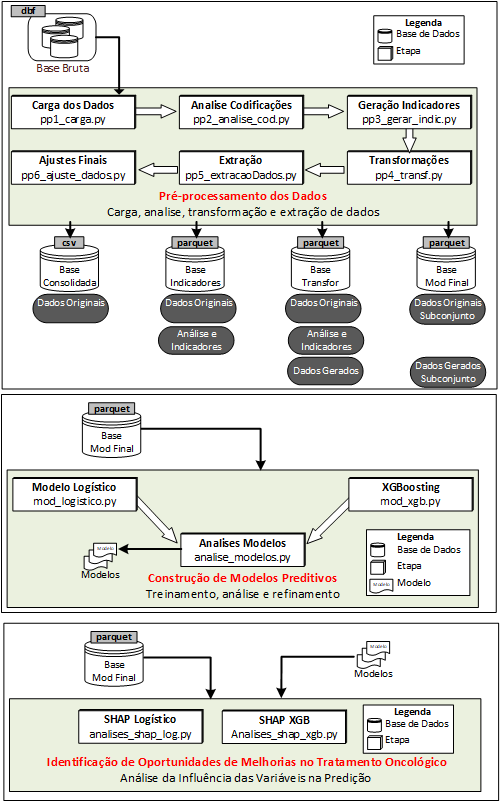 dbf
Base Bruta
Legenda
Base de Dados
Etapa
Carga dos Dados
pp1_carga.py
Analise Codificações
pp2_analise_cod.py
Geração Indicadores
pp3_gerar_indic.py
Ajustes Finais
pp6_ajuste_dados.py
Extração
pp5_extracaoDados.py
Transformações
pp4_transf.py
Pré-processamento dos Dados
Carga, analise, transformação e extração de dados
csv
Base
Consolidada
Dados Originais
parquet
Base
Indicadores
Dados Originais
Análise e
Indicadores
parquet
Base
Transfor
Dados Originais
Análise e
Indicadores
Dados Gerados
parquet
Base
Mod Final
Dados Originais
Subconjunto
Dados Gerados
Subconjunto
parquet
Base
Mod Final
Modelo Logístico
mod_logistico.py
XGBoosting
mod_xgb.py
Analises Modelos
analise_modelos.py
Modelo
Modelos
Construção de Modelos Preditivos
Treinamento, análise e refinamento
Legenda
Base de Dados
Etapa
Modelo
Modelo
parquet
Base
Mod Final
Modelo
Modelos
SHAP Logístico
analises_shap_log.py
SHAP XGB
Analises_shap_xgb.py
Legenda
Base de Dados
Etapa
Identificação de Oportunidades de Melhorias no Tratamento Oncológico
Análise da Influência das Variáveis na Predição